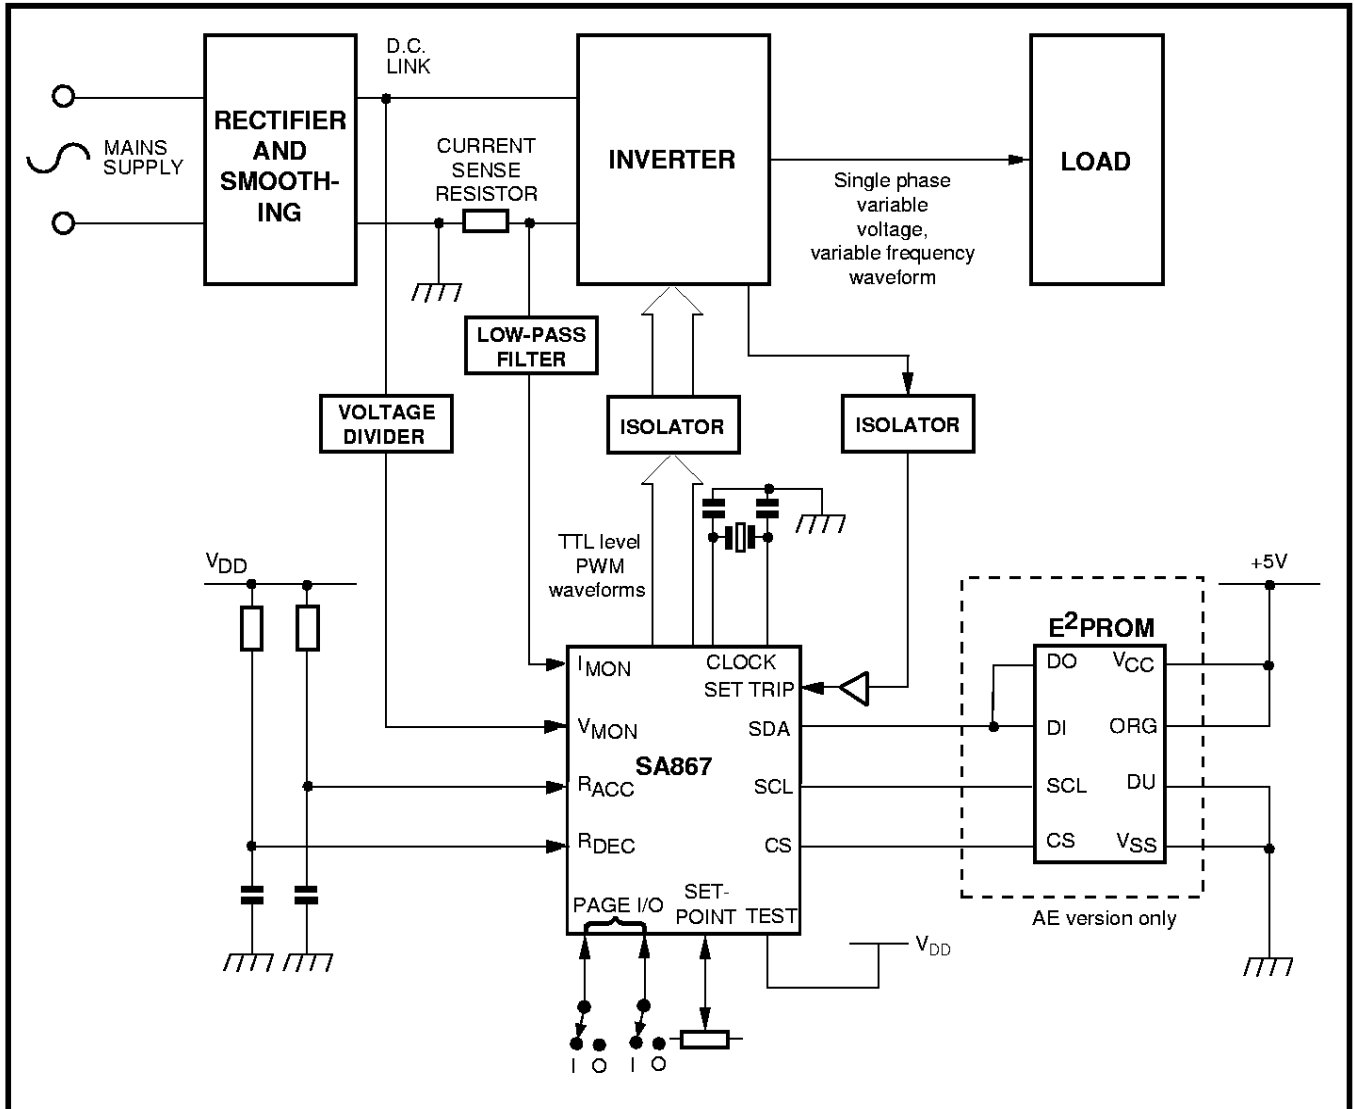 D.C.
LINK
RECTIFIER
AND
SMOOTH-
ING
MAINS
SUPPLY
CURRENT
SENSE
RESISTOR
INVERTER
LOAD
Single phase
variable
voltage,
variable frequency
waveform
LOW-PASS
FILTER
VOLTAGE
DIVIDER
ISOLATOR
ISOLATOR
TTL level
PWM
waveforms
VDD
+5V
E2PROM
IMON
CLOCK
SET TRIP
VMON
SDA
SA867
RACC
SCL
RDEC
CS
PAGE I/O
SET-
POINT
TEST
DO
VCC
DI
ORG
SCL
DU
CS
VSS
AE version only
VDD
I O I O